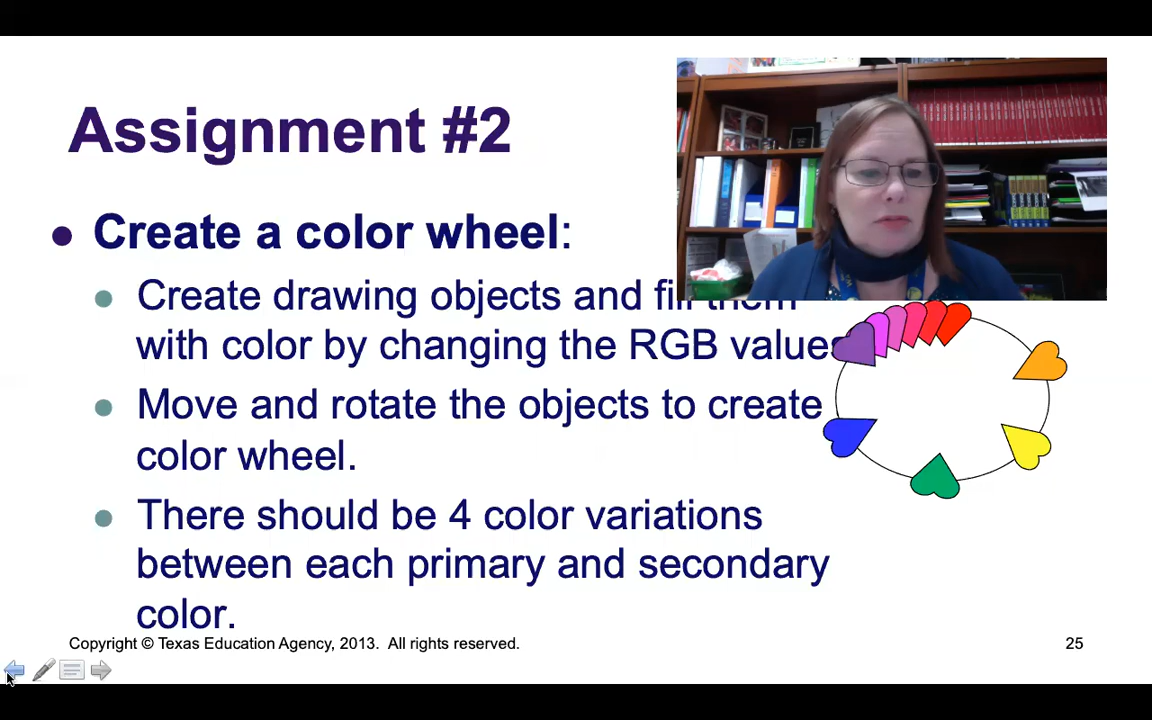 Assignment #2
Create a color wheel:
Create drawing objects and fill them
with color by changing the RGB values
Move and rotate the objects to create
color wheel.
There should be 4 color variations
between each primary and secondary
color.
Copyright © Texas Education Agency, 2013. All rights reserved.
25